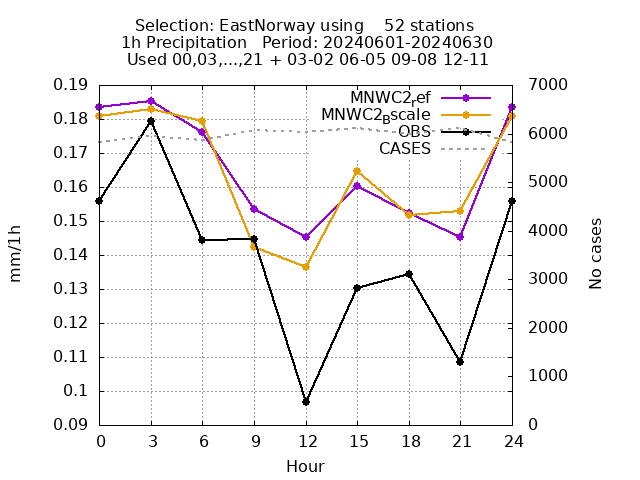 Selection: EastNorway using    52 stations
1h Precipitation   Period: 20240601-20240630
Used 00,03,...,21 + 03-02 06-05 09-08 12-11
MNWC2_ref
MNWC2_Bscale
OBS
CASES
0.19
0.18
0.17
0.16
0.15
0.14
0.13
0.12
0.11
0.1
0.09
mm/1h
7000
6000
5000
4000
3000
2000
1000
0
No cases
0 3 6 9 12 15 18 21 24
Hour